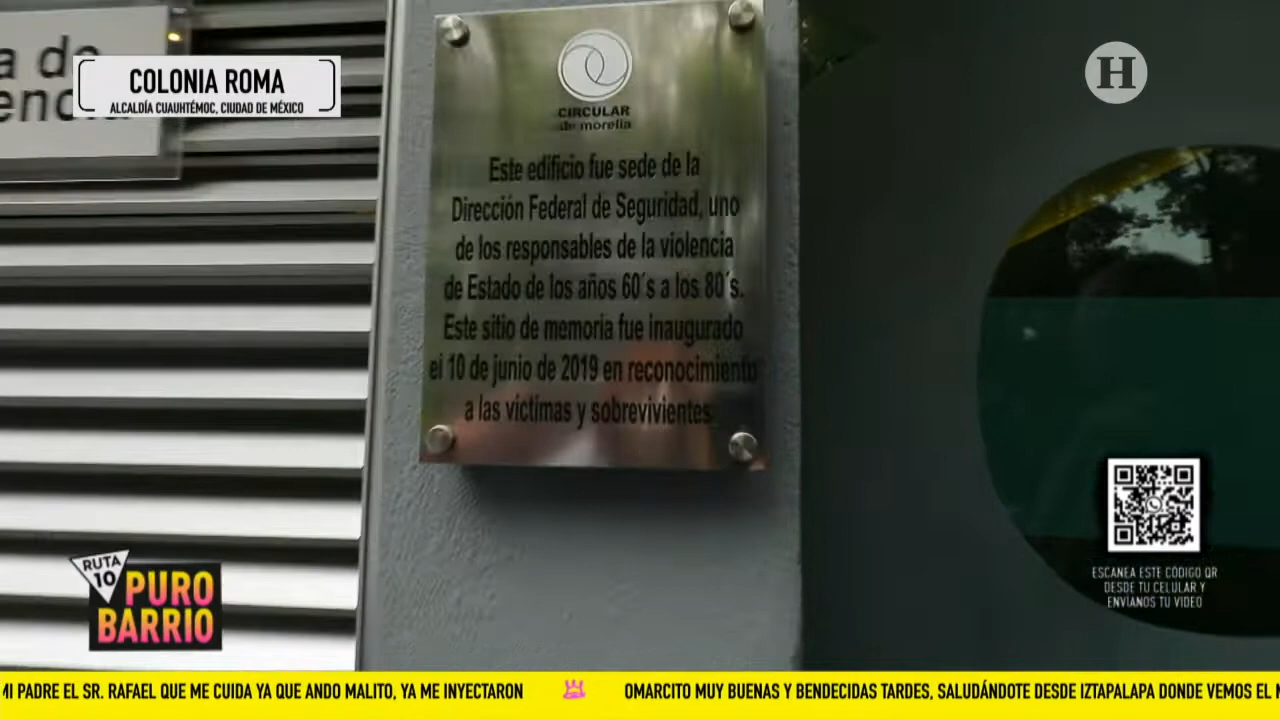 a de
enc
COLONIA ROMA
ALCALDÍA CUAUHTÉMOC, CIUDAD DE MÉXICO
H
CIRCULAR
de morelia
Este edificio fue sede de la
Dirección Federal de Seguridad, uno
de los responsables de la violencia
de Estado de los años 60´s a los 80´s.
Este sitio de memoria fue inaugurado
el 10 de junio de 2019 en reconocimiento
a las víctimas y sobrevivientes.
RUTA
10
PURO
BARRIO
ESCANEA ESTE CÓDIGO QR
DESDE TU CELULAR Y
ENVÍANOS TU VIDEO
MI PADRE EL SR. RAFAEL QUE ME CUIDA YA QUE ANDO MALITO, YA ME INYECTARON
OMARCITO MUY BUENAS Y BENDECIDAS TARDES, SALUDÁNDOTE DESDE IZTAPALAPA DONDE VEMOS EL